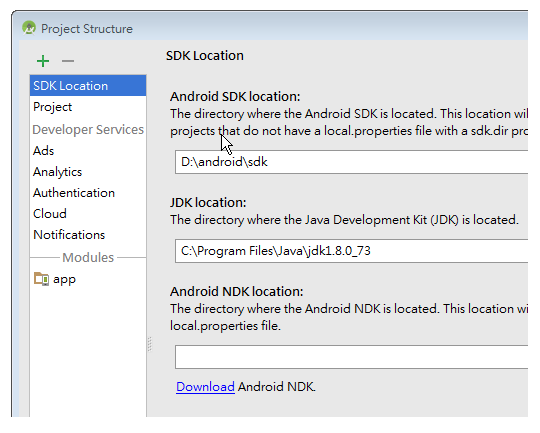 Project Structure
SDK Location
Project
Developer Services
Ads
Analytics
Authentication
Cloud
Notifications
Modules
app
SDK Location
Android SDK location:
The directory where the Android SDK is located. This location wil
projects that do not have a local.properties file with a sdk.dir pro
D:\android\sdk
JDK location:
The directory where the Java Development Kit (JDK) is located.
C:\Program Files\Java\jdk1.8.0_73
Android NDK location:
The directory where the Android NDK is located. This location wi
local.properties file.
Download Android NDK.